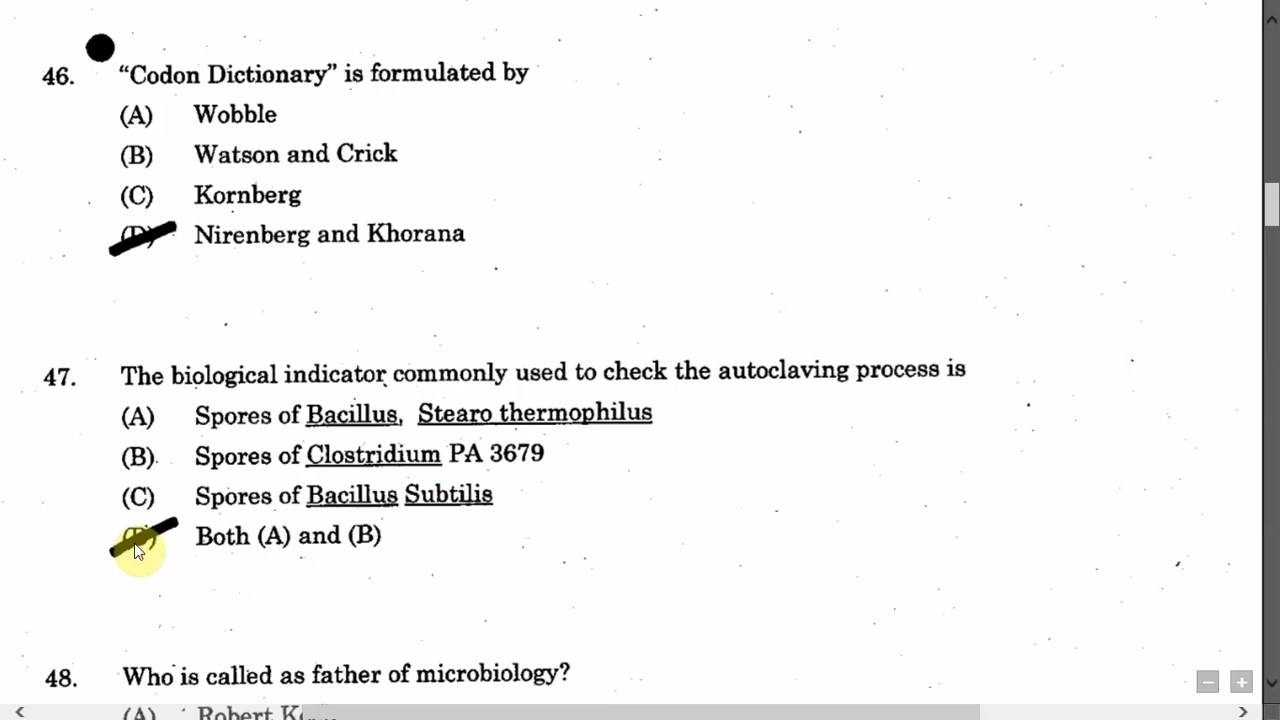 46. “Codon Dictionary” is formulated by
(A) Wobble
(B) Watson and Crick
(C) Kornberg
(D) Nirenberg and Khorana
47. The biological indicator commonly used to check the autoclaving process is
(A) Spores of Bacillus, Stearo thermophilus
(B) Spores of Clostridium PA 3679
(C) Spores of Bacillus Subtilis
(D) Both (A) and (B)
48. Who is called as father of microbiology?
(A) Robert